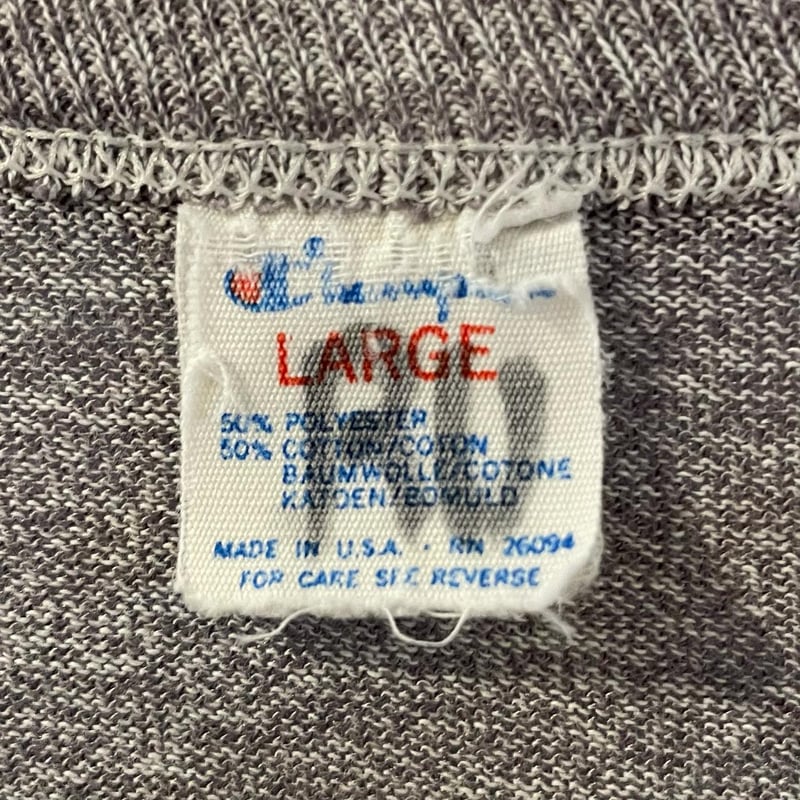 Champion
LARGE
50% POLYESTER
50% COTTON/COTON
BAUMWOLLE/COTONE
KATOEN/BOMULD
MADE IN U.S.A. · RN 26094
FOR CARE SEE REVERSE